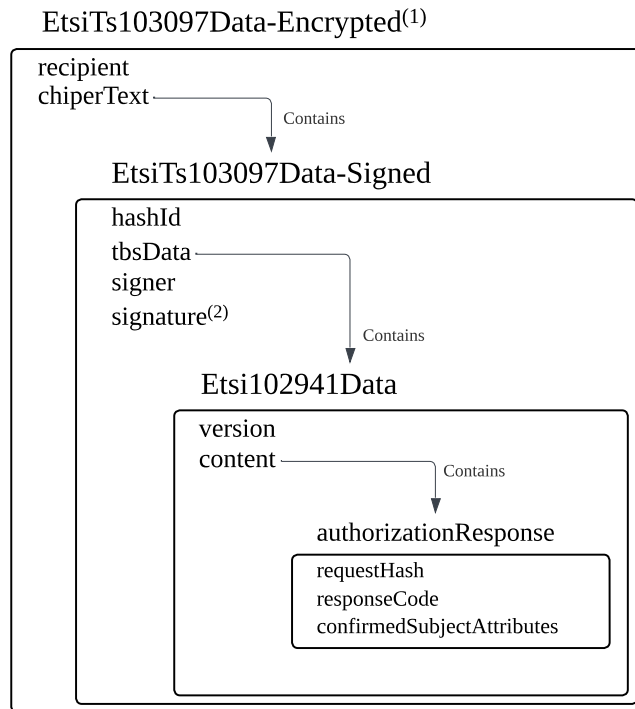 EtsiTs103097Data-Encrypted(1)
recipient
chiperText
Contains
EtsiTs103097Data-Signed
hashId
tbsData
signer
signature(2)
Contains
Etsi102941Data
version
content
Contains
authorizationResponse
requestHash
responseCode
confirmedSubjectAttributes